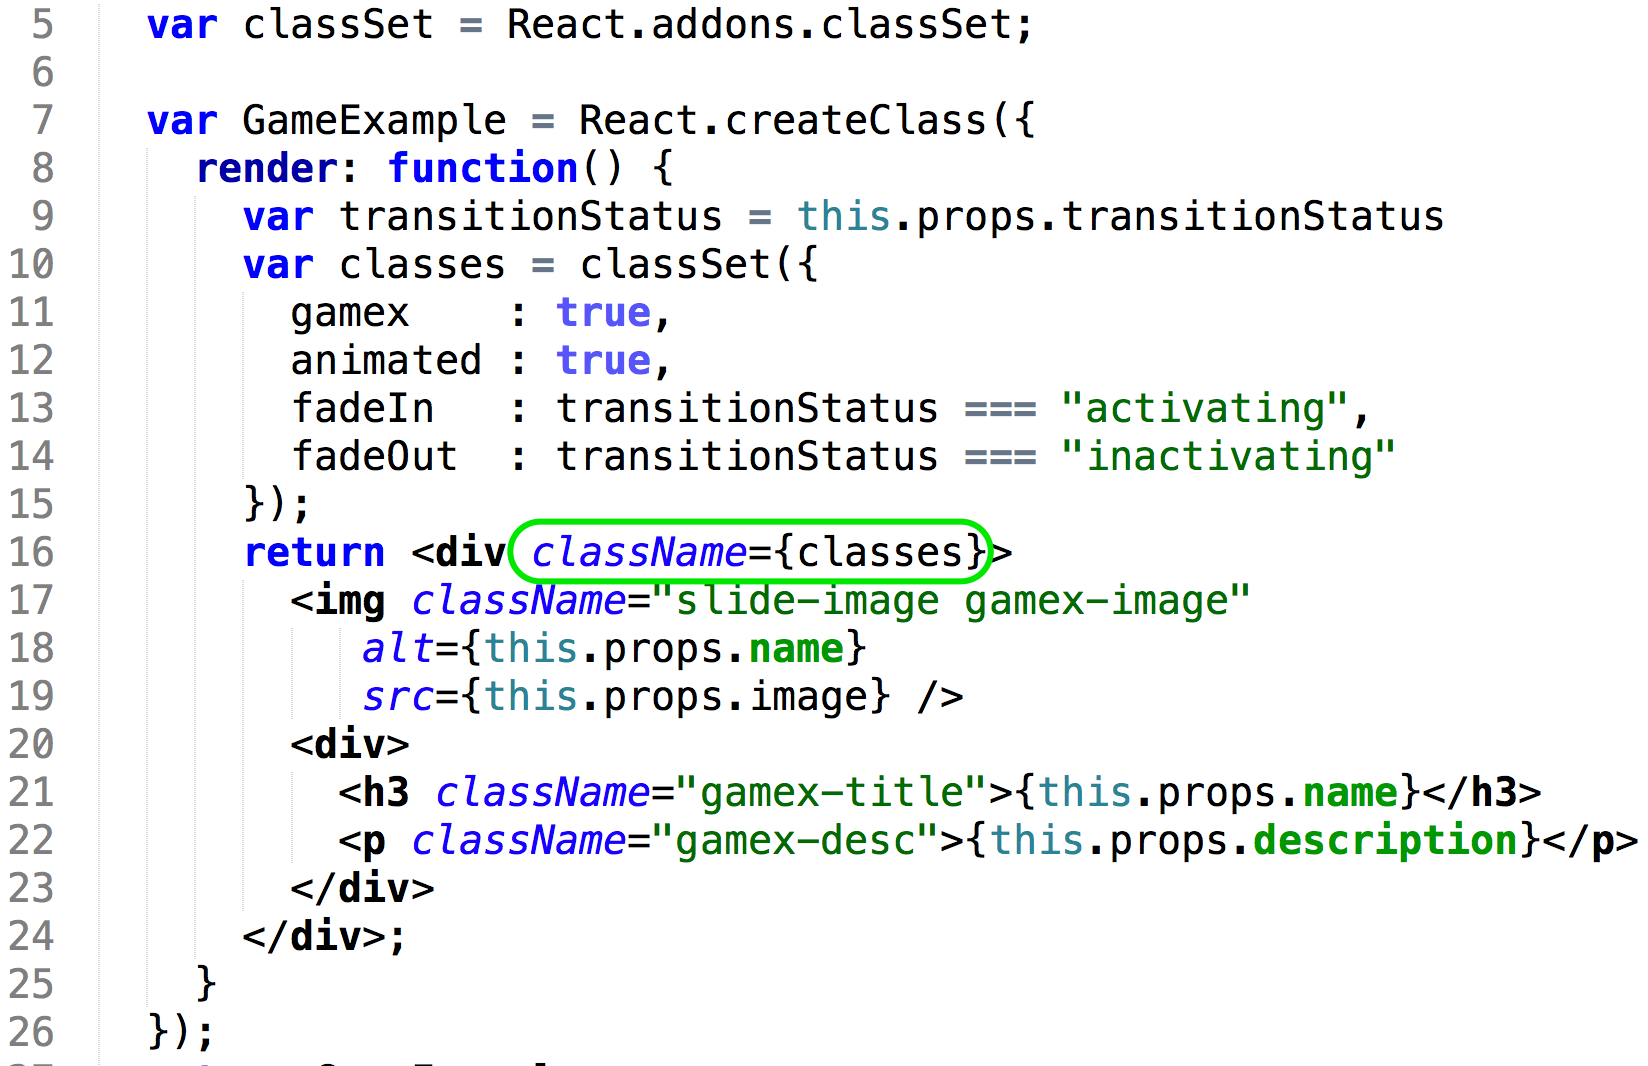 5 var classSet = React.addons.classSet;
6
7 var GameExample = React.createClass({
8 render: function() {
9 var transitionStatus = this.props.transitionStatus
10 var classes = classSet({
11 gamex : true,
12 animated : true,
13 fadeIn : transitionStatus === "activating",
14 fadeOut : transitionStatus === "inactivating"
15 });
16 return <div className={classes}>
17 <img className="slide-image gamex-image"
18 alt={this.props.name}
19 src={this.props.image} />
20 <div>
21 <h3 className="gamex-title">{this.props.name}</h3>
22 <p className="gamex-desc">{this.props.description}</p>
23 </div>
24 </div>;
25 }
26 });